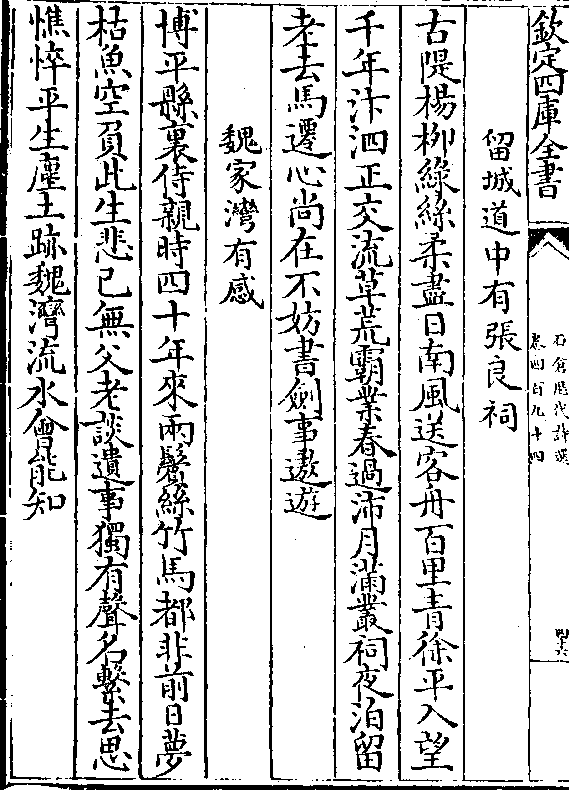 欽定四庫全書
石倉歷代詩選
卷四百九十四
四十六
留城道中有張良祠
古隄楊柳綠絲柔盡日南風送客舟百里青徐平入望
千年汴泗正交流草荒霸業春過沛月滿叢祠夜泊留
老去馬遷心尚在不妨書劍事遨遊
魏家灣有感
博平縣裏侍親時四十年來兩鬢絲竹馬都非前日夢
枯魚空負此生悲已無父老談遺事獨有聲名繫去思
憔悴平生塵土跡魏灣流水㑹能知